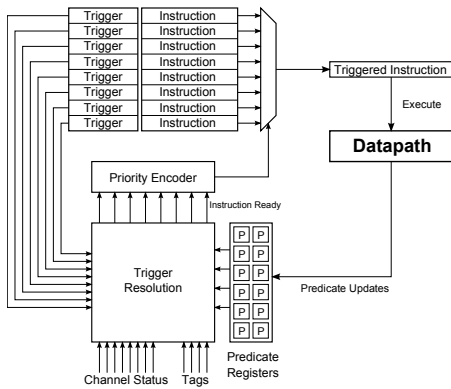 Trigger Instruction
Trigger Instruction
Trigger Instruction
Trigger Instruction
Trigger Instruction
Trigger Instruction
Trigger Instruction
Trigger Instruction
Triggered Instruction
Execute
Datapath
Priority Encoder
Instruction Ready
Trigger
Resolution
P P
P P
P P
P P
P P
P P
Predicate Updates
Channel Status
Tags
Predicate
Registers